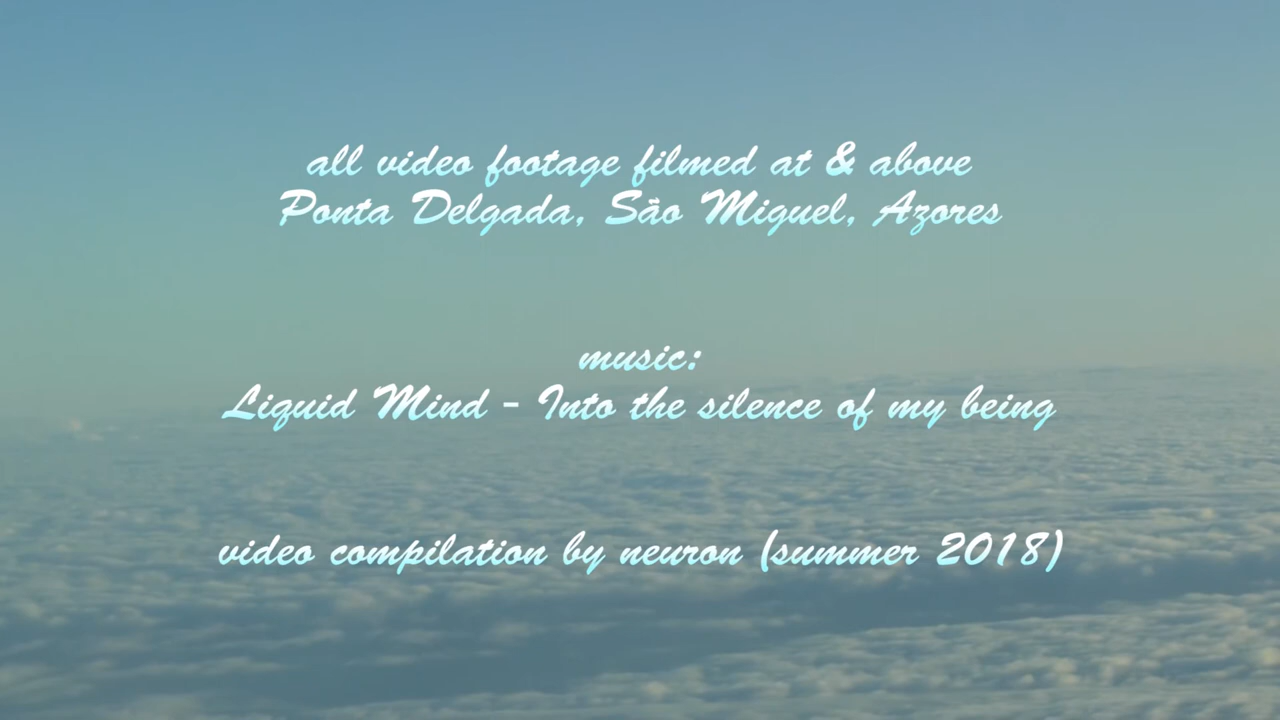 all video footage filmed at & above
Ponta Delgada, São Miguel, Azores
music:
Liquid Mind - Into the silence of my being
video compilation by neuron (summer 2018)